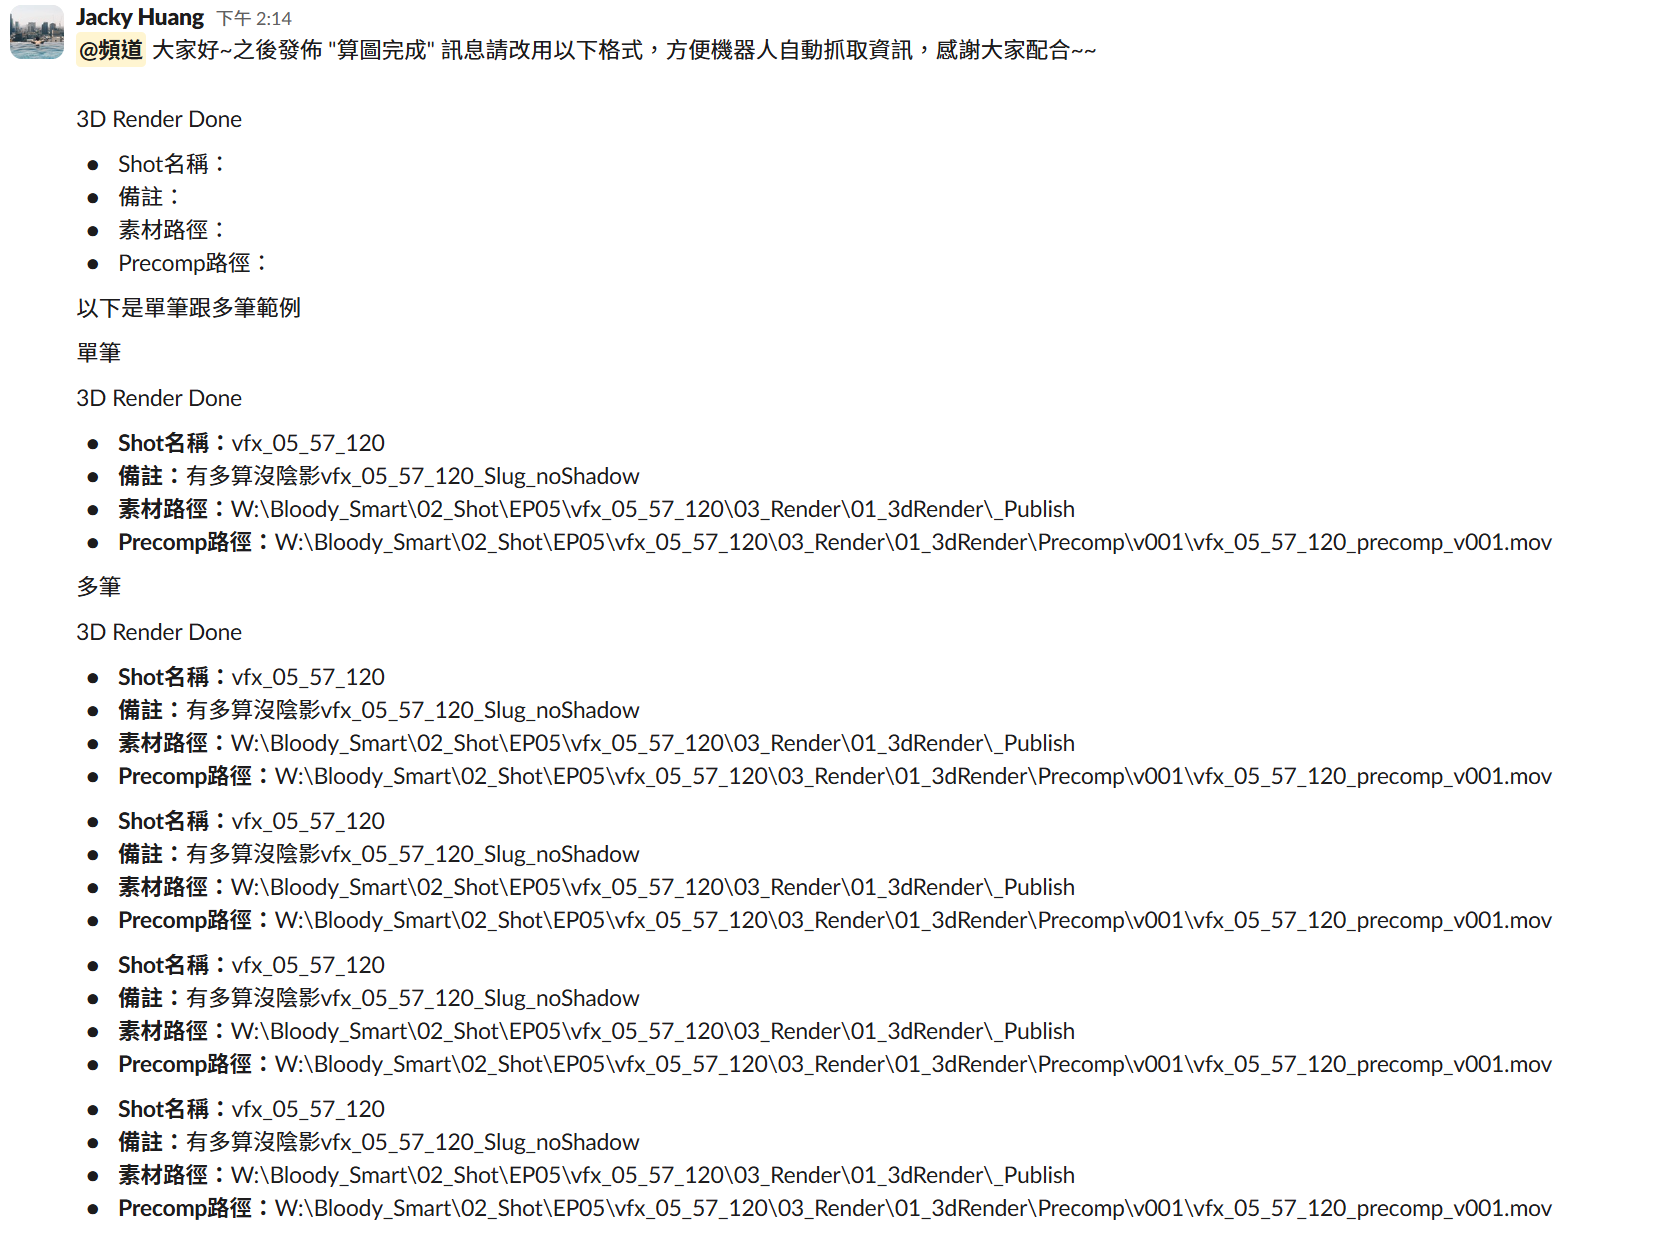 Jacky Huang 下午 2:14
@頻道 大家好~之後發佈 "算圖完成" 訊息請改用以下格式，方便機器人自動抓取資訊，感謝大家配合~~
3D Render Done
● Shot名稱：
● 備註：
● 素材路徑：
● Precomp路徑：
以下是單筆跟多筆範例
單筆
3D Render Done
● Shot名稱：vfx_05_57_120
● 備註：有多算沒陰影vfx_05_57_120_Slug_noShadow
● 素材路徑：W:\Bloody_Smart\02_Shot\EP05\vfx_05_57_120\03_Render\01_3dRender\_Publish
● Precomp路徑：W:\Bloody_Smart\02_Shot\EP05\vfx_05_57_120\03_Render\01_3dRender\Precomp\v001\vfx_05_57_120_precomp_v001.mov
多筆
3D Render Done
● Shot名稱：vfx_05_57_120
● 備註：有多算沒陰影vfx_05_57_120_Slug_noShadow
● 素材路徑：W:\Bloody_Smart\02_Shot\EP05\vfx_05_57_120\03_Render\01_3dRender\_Publish
● Precomp路徑：W:\Bloody_Smart\02_Shot\EP05\vfx_05_57_120\03_Render\01_3dRender\Precomp\v001\vfx_05_57_120_precomp_v001.mov
● Shot名稱：vfx_05_57_120
● 備註：有多算沒陰影vfx_05_57_120_Slug_noShadow
● 素材路徑：W:\Bloody_Smart\02_Shot\EP05\vfx_05_57_120\03_Render\01_3dRender\_Publish
● Precomp路徑：W:\Bloody_Smart\02_Shot\EP05\vfx_05_57_120\03_Render\01_3dRender\Precomp\v001\vfx_05_57_120_precomp_v001.mov
● Shot名稱：vfx_05_57_120
● 備註：有多算沒陰影vfx_05_57_120_Slug_noShadow
● 素材路徑：W:\Bloody_Smart\02_Shot\EP05\vfx_05_57_120\03_Render\01_3dRender\_Publish
● Precomp路徑：W:\Bloody_Smart\02_Shot\EP05\vfx_05_57_120\03_Render\01_3dRender\Precomp\v001\vfx_05_57_120_precomp_v001.mov
● Shot名稱：vfx_05_57_120
● 備註：有多算沒陰影vfx_05_57_120_Slug_noShadow
● 素材路徑：W:\Bloody_Smart\02_Shot\EP05\vfx_05_57_120\03_Render\01_3dRender\_Publish
● Precomp路徑：W:\Bloody_Smart\02_Shot\EP05\vfx_05_57_120\03_Render\01_3dRender\Precomp\v001\vfx_05_57_120_precomp_v001.mov